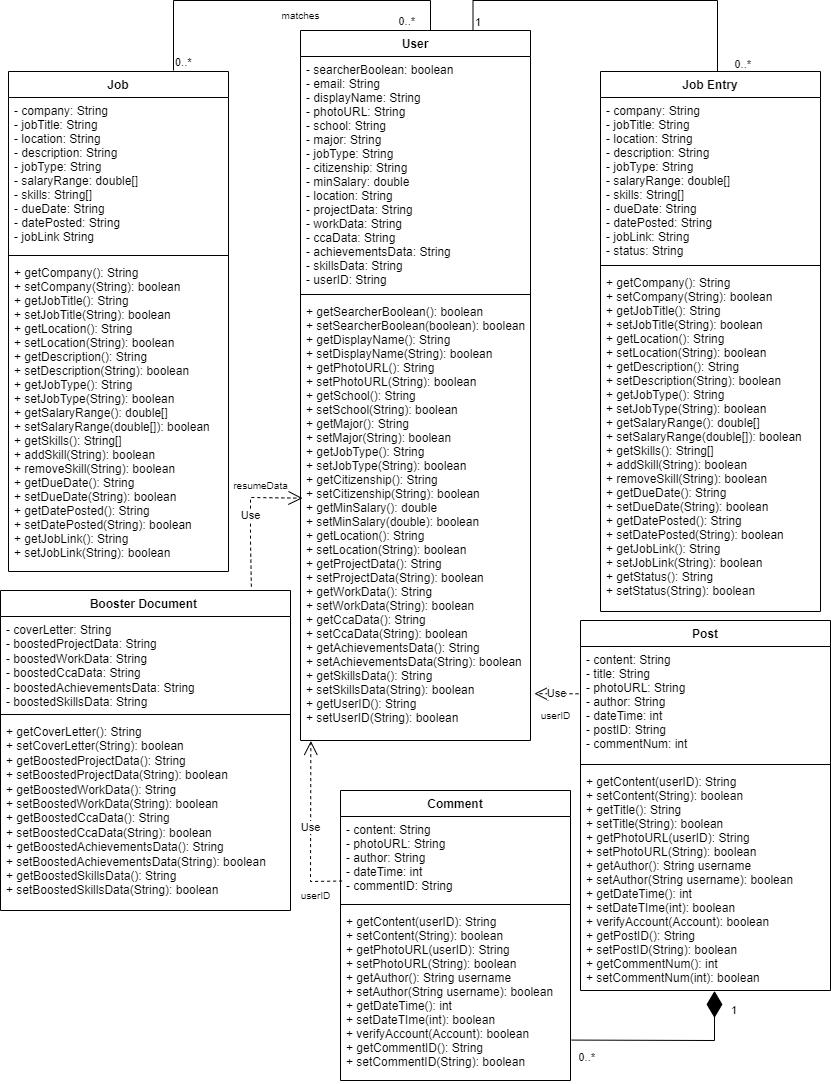 matches
0..*
0..*
1
0..*
Job
- company: String
- jobTitle: String
- location: String
- description: String
- jobType: String
- salaryRange: double[]
- skills: String[]
- dueDate: String
- datePosted: String
- jobLink String
+ getCompany(): String
+ setCompany(String): boolean
+ getJobTitle(): String
+ setJobTitle(String): boolean
+ getLocation(): String
+ setLocation(String): boolean
+ getDescription(): String
+ setDescription(String): boolean
+ getJobType(): String
+ setJobType(String): boolean
+ getSalaryRange(): double[]
+ setSalaryRange(double[]): boolean
+ getSkills(): String[]
+ addSkill(String): boolean
+ removeSkill(String): boolean
+ getDueDate(): String
+ setDueDate(String): boolean
+ getDatePosted(): String
+ setDatePosted(String): boolean
+ getJobLink(): String
+ setJobLink(String): boolean
User
- searcherBoolean: boolean
- email: String
- displayName: String
- photoURL: String
- school: String
- major: String
- jobType: String
- citizenship: String
- minSalary: double
- location: String
- projectData: String
- workData: String
- ccaData: String
- achievementsData: String
- skillsData: String
- userID: String
+ getSearcherBoolean(): boolean
+ setSearcherBoolean(boolean): boolean
+ getDisplayName(): String
+ setDisplayName(String): boolean
+ getPhotoURL(): String
+ setPhotoURL(String): boolean
+ getSchool(): String
+ setSchool(String): boolean
+ getMajor(): String
+ setMajor(String): boolean
+ getJobType(): String
+ setJobType(String): boolean
+ getCitizenship(): String
+ setCitizenship(String): boolean
+ getMinSalary(): double
+ setMinSalary(double): boolean
+ getLocation(): String
+ setLocation(String): boolean
+ getProjectData(): String
+ setProjectData(String): boolean
+ getWorkData(): String
+ setWorkData(String): boolean
+ getCcaData(): String
+ setCcaData(String): boolean
+ getAchievementsData(): String
+ setAchievementsData(String): boolean
+ getSkillsData(): String
+ setSkillsData(String): boolean
+ getUserID(): String
+ setUserID(String): boolean
Job Entry
- company: String
- jobTitle: String
- location: String
- description: String
- jobType: String
- salaryRange: double[]
- skills: String[]
- dueDate: String
- datePosted: String
- jobLink: String
- status: String
+ getCompany(): String
+ setCompany(String): boolean
+ getJobTitle(): String
+ setJobTitle(String): boolean
+ getLocation(): String
+ setLocation(String): boolean
+ getDescription(): String
+ setDescription(String): boolean
+ getJobType(): String
+ setJobType(String): boolean
+ getSalaryRange(): double[]
+ setSalaryRange(double[]): boolean
+ getSkills(): String[]
+ addSkill(String): boolean
+ removeSkill(String): boolean
+ getDueDate(): String
+ setDueDate(String): boolean
+ getDatePosted(): String
+ setDatePosted(String): boolean
+ getJobLink(): String
+ setJobLink(String): boolean
+ getStatus(): String
+ setStatus(String): boolean
resumeData
Use
Booster Document
- coverLetter: String
- boostedProjectData: String
- boostedWorkData: String
- boostedCcaData: String
- boostedAchievementsData: String
- boostedSkillsData: String
+ getCoverLetter(): String
+ setCoverLetter(String): boolean
+ getBoostedProjectData(): String
+ setBoostedProjectData(String): boolean
+ getBoostedWorkData(): String
+ setBoostedWorkData(String): boolean
+ getBoostedCcaData(): String
+ setBoostedCcaData(String): boolean
+ getBoostedAchievementsData(): String
+ setBoostedAchievementsData(String): boolean
+ getBoostedSkillsData(): String
+ setBoostedSkillsData(String): boolean
Use
userID
Post
- content: String
- title: String
- photoURL: String
- author: String
- dateTime: int
- postID: String
- commentNum: int
+ getContent(userID): String
+ setContent(String): boolean
+ getTitle(): String
+ setTitle(String): boolean
+ getPhotoURL(userID): String
+ setPhotoURL(String): boolean
+ getAuthor(): String username
+ setAuthor(String username): boolean
+ getDateTime(): int
+ setDateTIme(int): boolean
+ verifyAccount(Account): boolean
+ getPostID(): String
+ setPostID(String): boolean
+ getCommentNum(): int
+ setCommentNum(int): boolean
Use
userID
Comment
- content: String
- photoURL: String
- author: String
- dateTime: int
- commentID: String
+ getContent(userID): String
+ setContent(String): boolean
+ getPhotoURL(userID): String
+ setPhotoURL(String): boolean
+ getAuthor(): String username
+ setAuthor(String username): boolean
+ getDateTime(): int
+ setDateTIme(int): boolean
+ verifyAccount(Account): boolean
+ getCommentID(): String
+ setCommentID(String): boolean
1
0..*